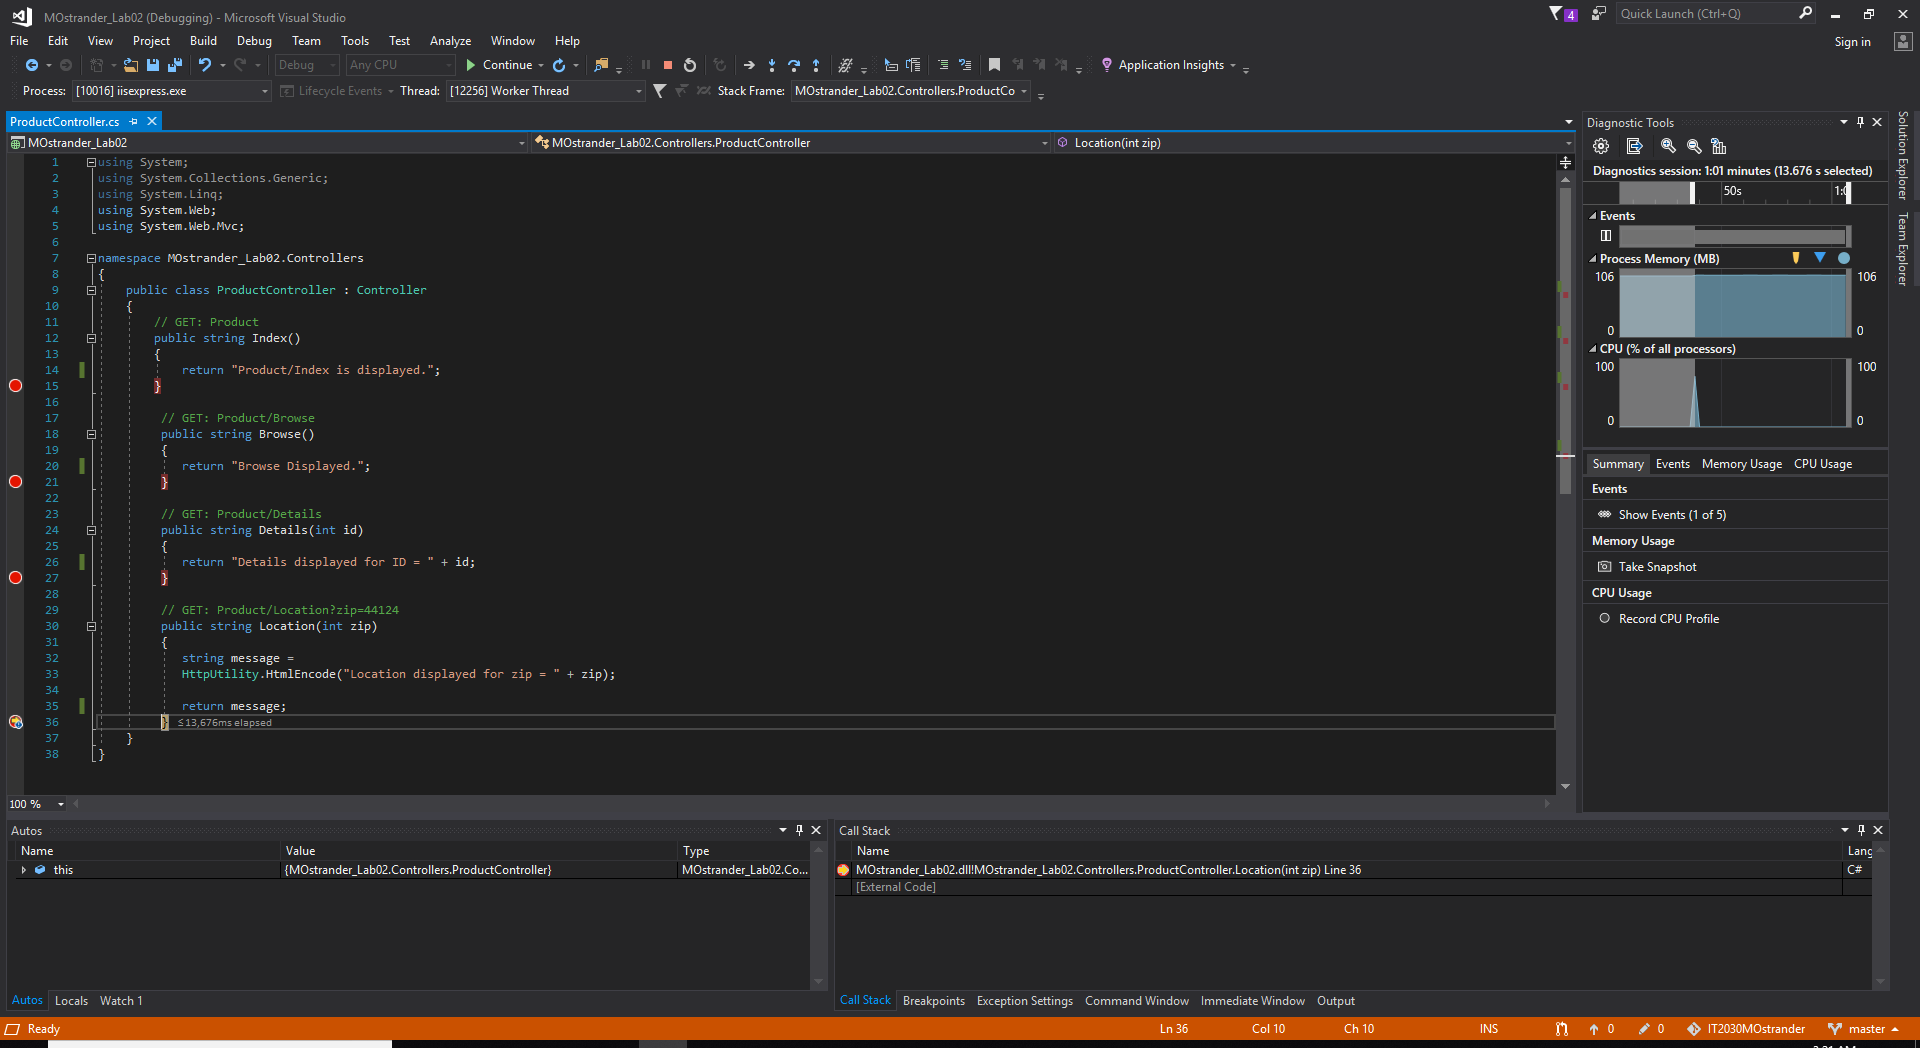 MOstrander_Lab02 (Debugging) - Microsoft Visual Studio
4
Quick Launch (Ctrl+Q)
File Edit View Project Build Debug Team Tools Test Analyze Window Help
Sign in
Debug Any CPU Continue Application Insights
Process: [10016] iisexpress.exe Lifecycle Events Thread: [12256] Worker Thread Stack Frame: MOstrander_Lab02.Controllers.ProductCo
ProductController.cs
MOstrander_Lab02 MOstrander_Lab02.Controllers.ProductController Location(int zip)
1 using System;
2 using System.Collections.Generic;
3 using System.Linq;
4 using System.Web;
5 using System.Web.Mvc;
6
7 namespace MOstrander_Lab02.Controllers
8 {
9 public class ProductController : Controller
10 {
11 // GET: Product
12 public string Index()
13 {
14 return "Product/Index is displayed.";
15 }
16
17 // GET: Product/Browse
18 public string Browse()
19 {
20 return "Browse Displayed.";
21 }
22
23 // GET: Product/Details
24 public string Details(int id)
25 {
26 return "Details displayed for ID = " + id;
27 }
28
29 // GET: Product/Location?zip=44124
30 public string Location(int zip)
31 {
32 string message =
33 HttpUtility.HtmlEncode("Location displayed for zip = " + zip);
34
35 return message;
36 } ≤13,676ms elapsed
37 }
38 }
100 %
Diagnostic Tools
Diagnostics session: 1:01 minutes (13.676 s selected)
50s
Events
Process Memory (MB)
106 106
0 0
CPU (% of all processors)
100 100
0 0
Summary Events Memory Usage CPU Usage
Events
Show Events (1 of 5)
Memory Usage
Take Snapshot
CPU Usage
Record CPU Profile
Solution Explorer
Team Explorer
Autos
Name Value Type
this {MOstrander_Lab02.Controllers.ProductController} MOstrander_Lab02.Co...
Autos Locals Watch 1
Call Stack
Name Lang
MOstrander_Lab02.dll!MOstrander_Lab02.Controllers.ProductController.Location(int zip) Line 36 C#
[External Code]
Call Stack Breakpoints Exception Settings Command Window Immediate Window Output
Ready Ln 36 Col 10 Ch 10 INS 0 0 IT2030MOstrander master